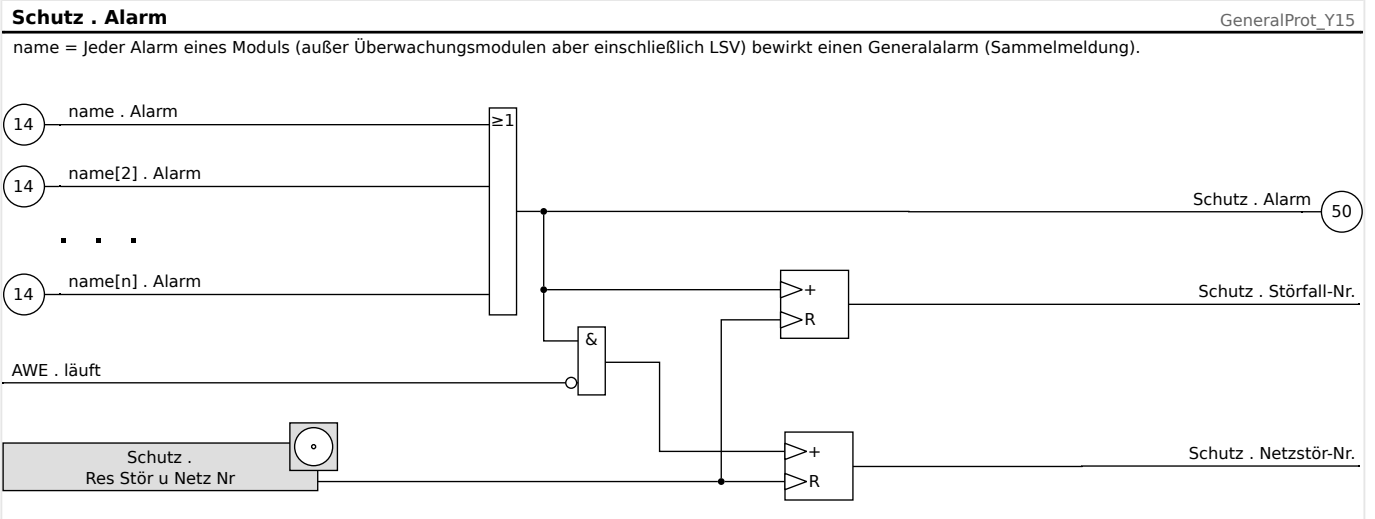 Schutz . Alarm
GeneralProt_Y15
name = Jeder Alarm eines Moduls (außer Überwachungsmodulen aber einschließlich LSV) bewirkt einen Generalalarm (Sammelmeldung).
14
name . Alarm
≥1
14
name[2] . Alarm
Schutz . Alarm
50
. . .
14
name[n] . Alarm
+
R
Schutz . Störfall-Nr.
&
AWE . läuft
Schutz .
Res Stör u Netz Nr
+
R
Schutz . Netzstör-Nr.